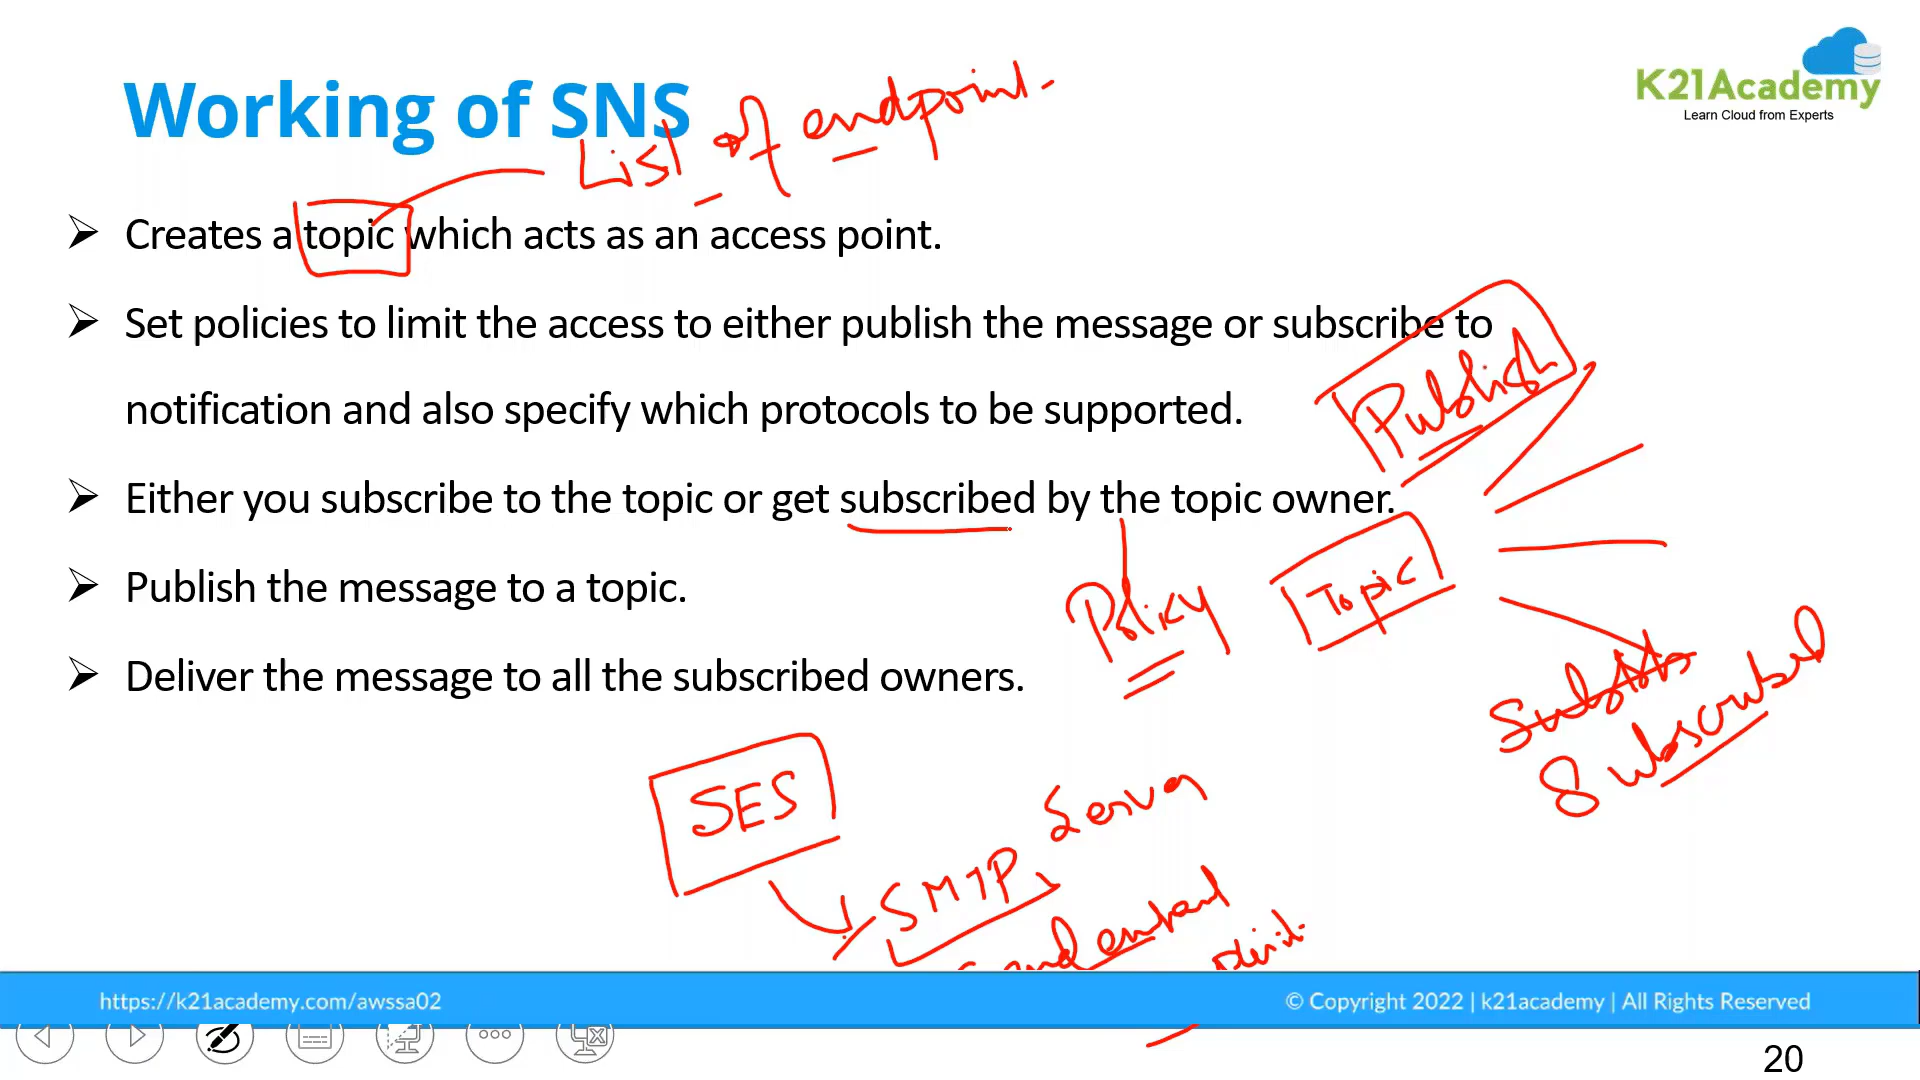 K21Academy
Learn Cloud from Experts
Working of SNS
List of endpoint.
Creates a topic which acts as an access point.
Set policies to limit the access to either publish the message or subscribe to
notification and also specify which protocols to be supported.
Publish
Either you subscribe to the topic or get subscribed by the topic owner.
Publish the message to a topic.
Policy
Topic
Deliver the message to all the subscribed owners.
Subscribed
SES
Server
SMTP
https://k21academy.com/awssa02
© Copyright 2022 | k21academy | All Rights Reserved
20